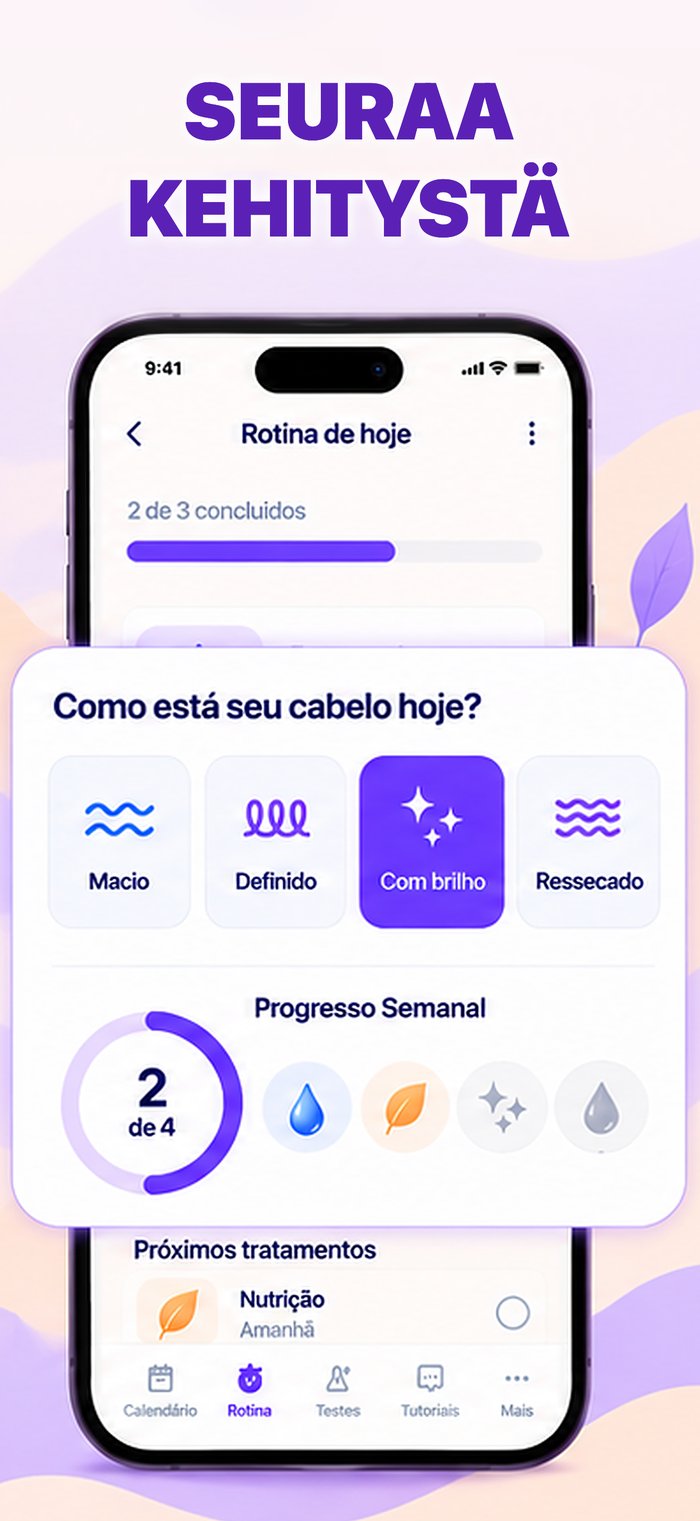 SEURAA
KEHITYSTÄ
9:41
Rotina de hoje
2 de 3 concluidos
Como está seu cabelo hoje?
Macio
Definido
Com brilho
Ressecado
Progresso Semanal
2
de 4
Próximos tratamentos
Nutrição
Amanhã
Calendário
Rotina
Testes
Tutoriais
Mais